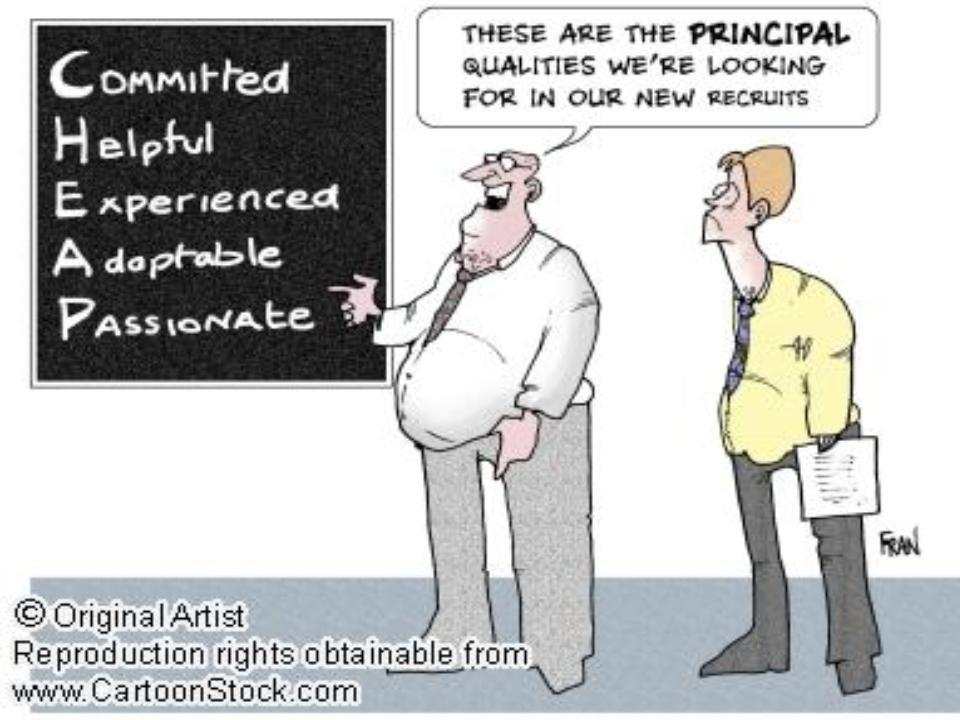 Committed
Helpful
Experienced
Adaptable
Passionate
THESE ARE THE PRINCIPAL
QUALITIES WE'RE LOOKING
FOR IN OUR NEW RECRUITS
FRAN
© Original Artist
Reproduction rights obtainable from
www.CartoonStock.com